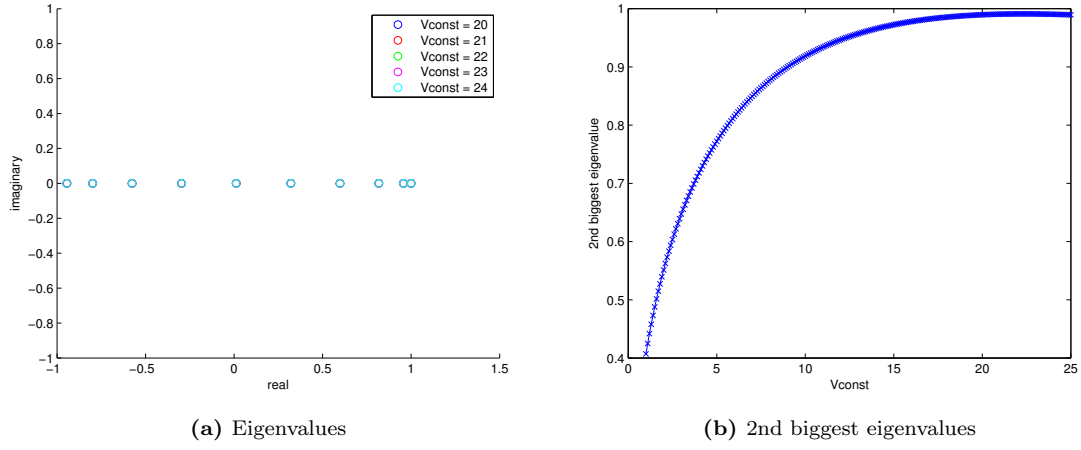 1
0.8
0.6
0.4
0.2
0
−0.2
−0.4
−0.6
−0.8
−1
imaginary
−1
−0.5
0
0.5
1
1.5
real
Vconst = 20
Vconst = 21
Vconst = 22
Vconst = 23
Vconst = 24
(a) Eigenvalues
1
0.9
0.8
0.7
0.6
0.5
0.4
2nd biggest eigenvalue
0
5
10
15
20
25
Vconst
(b) 2nd biggest eigenvalues